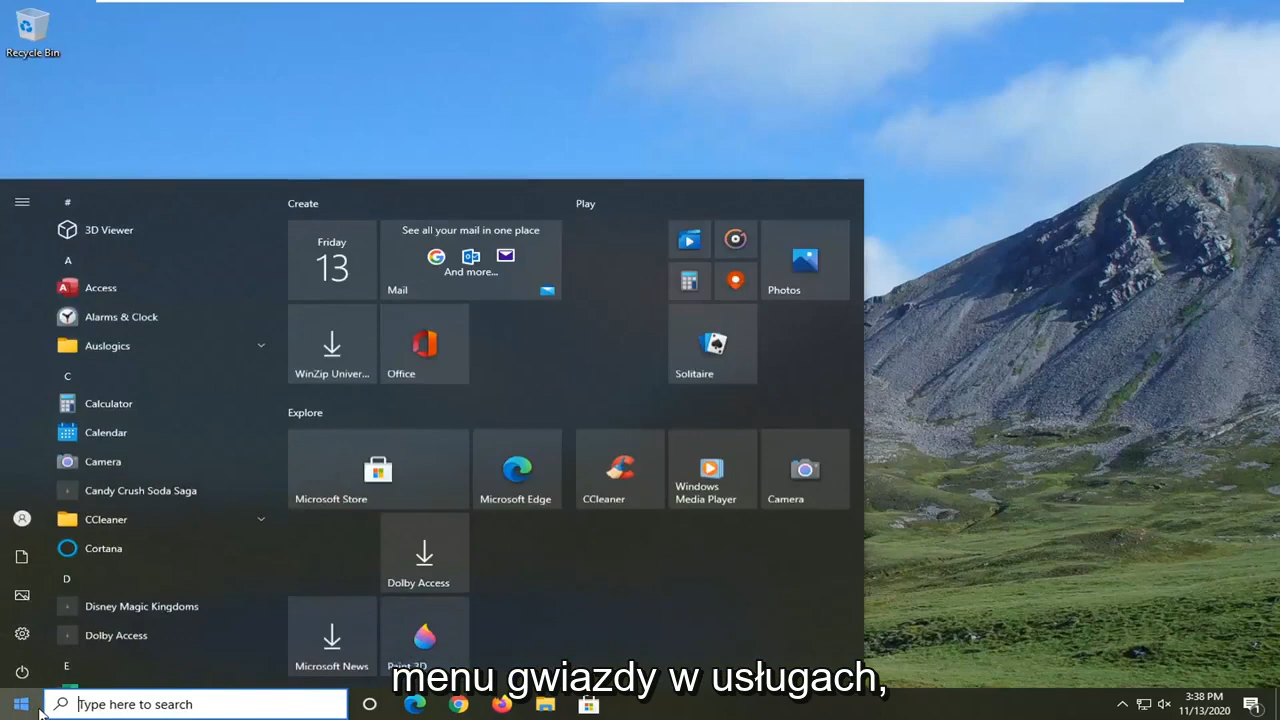 Recycle Bin
#
3D Viewer
A
Access
Alarms & Clock
Auslogics
C
Calculator
Calendar
Camera
Candy Crush Soda Saga
CCleaner
Cortana
D
Disney Magic Kingdoms
Dolby Access
E
Create
Friday
13
See all your mail in one place
And more...
Mail
WinZip Univer...
Office
Explore
Microsoft Store
Microsoft Edge
Dolby Access
Microsoft News
Paint 3D
Play
Photos
Solitaire
CCleaner
Windows
Media Player
Camera
menu gwiazdy w usługach,
Type here to search
3:38 PM
11/13/2020
1